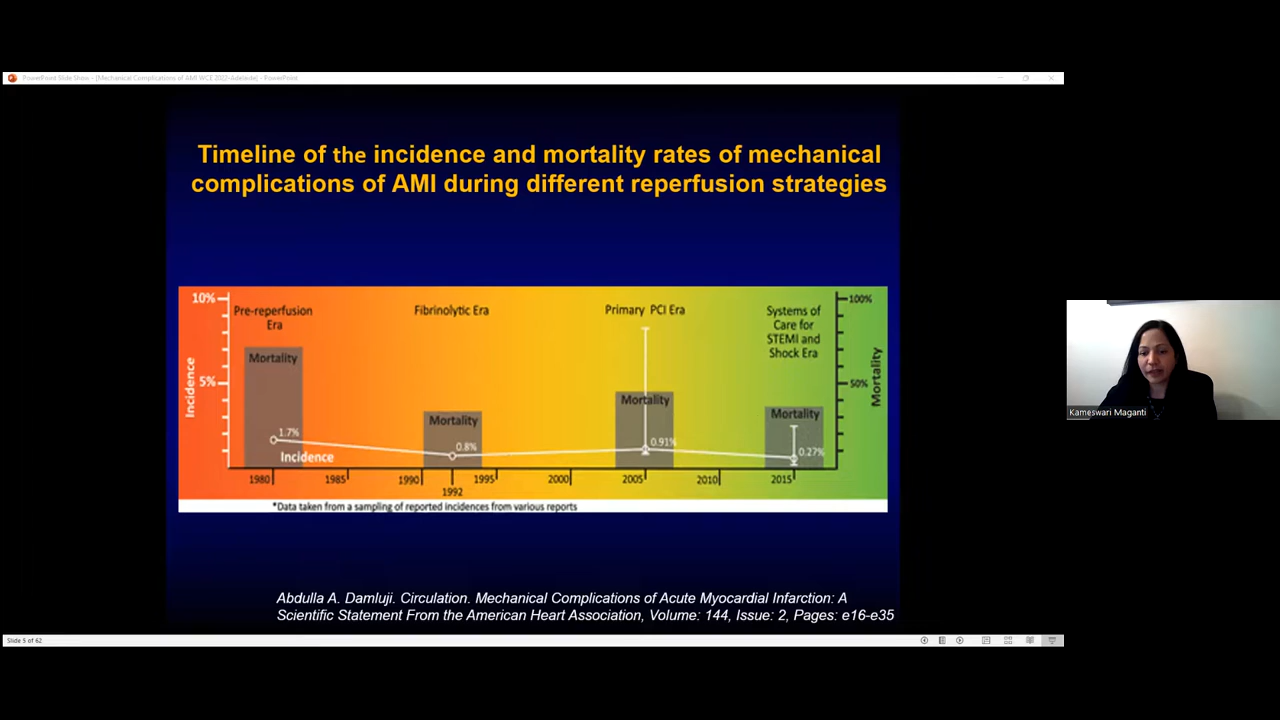 PowerPoint Slide Show - [Mechanical Complications of AMI WCE 2022-Adelaide] - PowerPoint
Timeline of the incidence and mortality rates of mechanical
complications of AMI during different reperfusion strategies
10%
5%
Incidence
Pre-reperfusion
Era
Fibrinolytic Era
Primary PCI Era
Systems of
Care for
STEMI and
Shock Era
100%
50%
Mortality
Mortality
Mortality
Mortality
Mortality
1.7%
0.8%
0.91%
0.27%
Incidence
1980
1985
1990
1992
1995
2000
2005
2010
2015
*Data taken from a sampling of reported incidences from various reports
Abdulla A. Damluji. Circulation. Mechanical Complications of Acute Myocardial Infarction: A
Scientific Statement From the American Heart Association, Volume: 144, Issue: 2, Pages: e16-e35
Slide 5 of 62
Kameswari Maganti